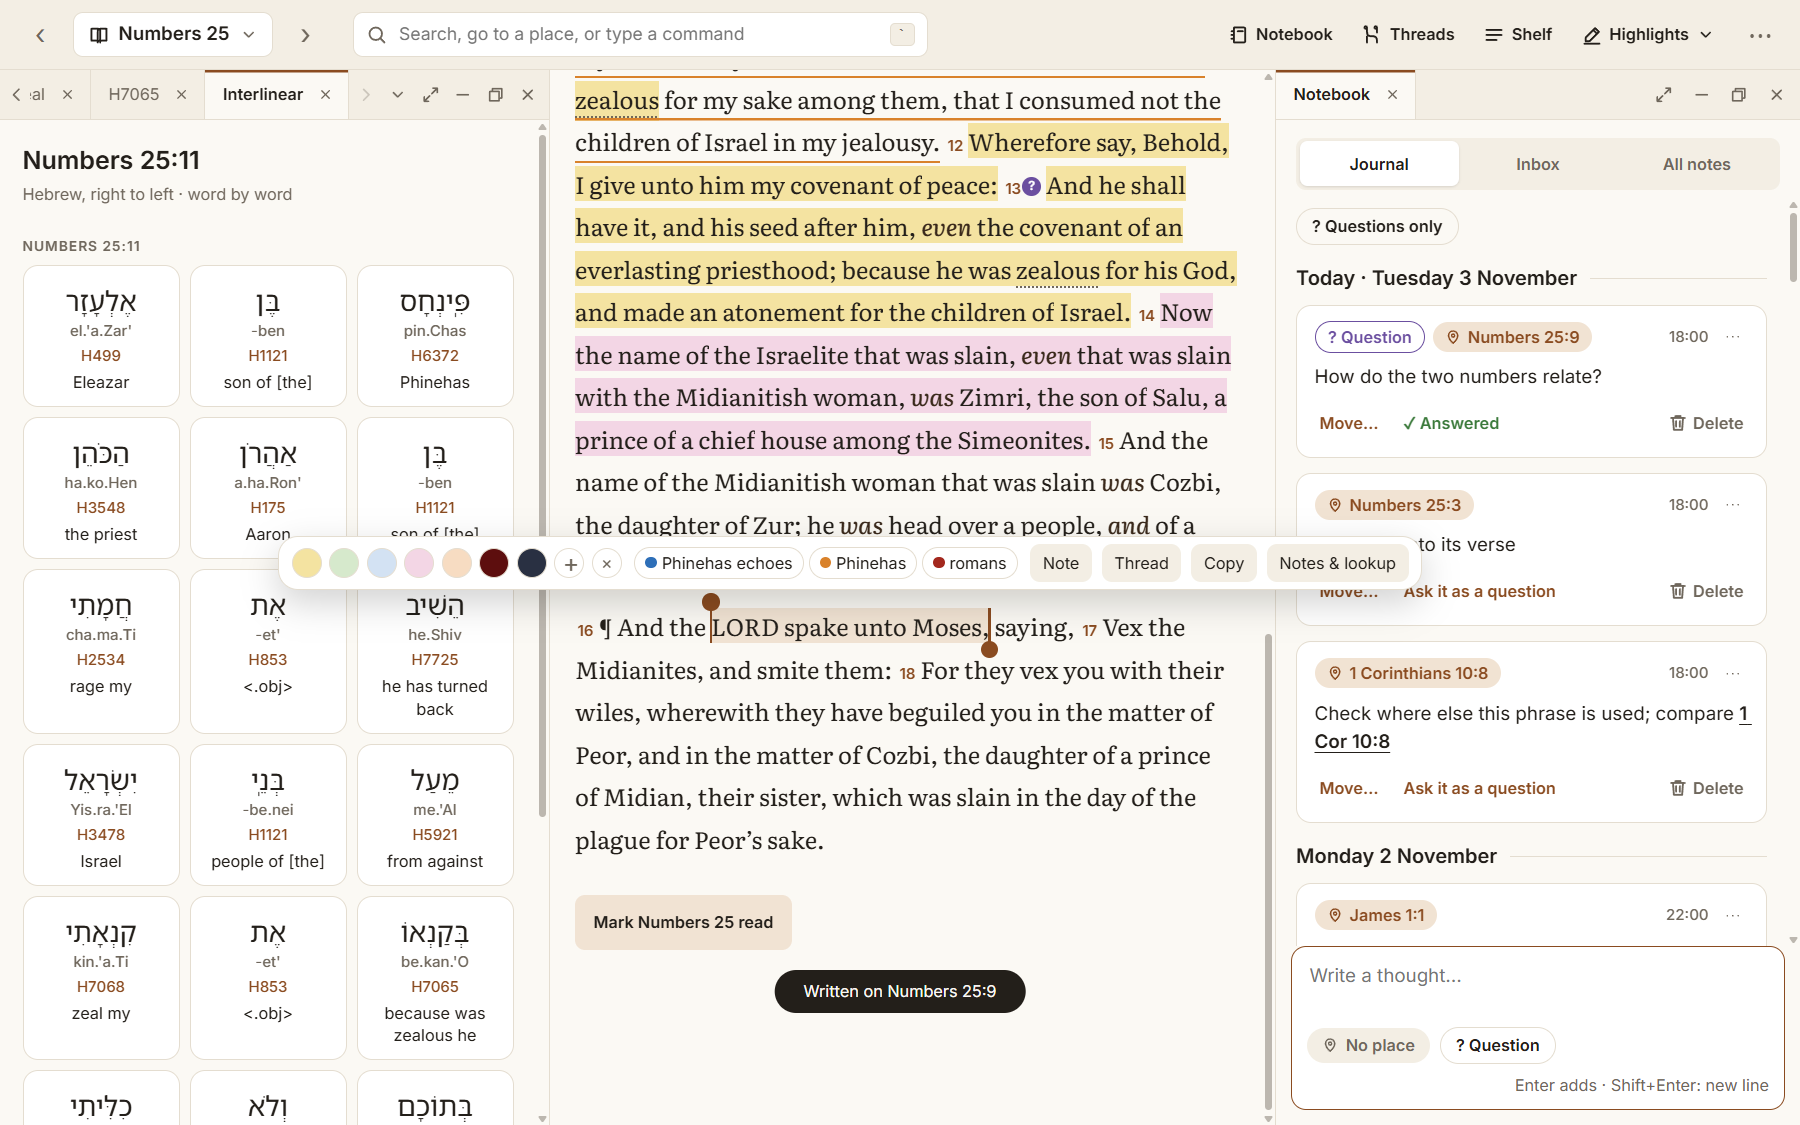 Numbers 25
Search, go to a place, or type a command
`
Notebook
Threads
Shelf
Highlights
H7065
Interlinear
Numbers 25:11
Hebrew, right to left · word by word
NUMBERS 25:11
אֶלְעָזָר
el.'a.Zar'
H499
Eleazar
בֶּן
-ben
H1121
son of [the]
פִּֽינְחָס
pin.Chas
H6372
Phinehas
הַכֹּהֵן
ha.ko.Hen
H3548
the priest
אַהֲרֹן
a.ha.Ron'
H175
Aaron
בֶּן
-ben
H1121
son of [the]
חֲמָתִי
cha.ma.Ti
H2534
rage my
אֶת
-et'
H853
<.obj>
הֵשִׁיב
he.Shiv
H7725
he has turned
back
יִשְׂרָאֵל
Yis.ra.'El
H3478
Israel
בְּנֵֽי
-be.nei
H1121
people of [the]
מֵעַל
me.'Al
H5921
from against
קִנְאָתִי
kin.'a.Ti
H7068
zeal my
אֶת
-et'
H853
<.obj>
בְּקַנְאוֹ
be.kan.'O
H7065
because was
zealous he
כִלִּיתִי
וְלֹא
בְּתוֹכָם
zealous for my sake among them, that I consumed not the
children of Israel in my jealousy. 12 Wherefore say, Behold,
I give unto him my covenant of peace: 13? And he shall
have it, and his seed after him, even the covenant of an
everlasting priesthood; because he was zealous for his God,
and made an atonement for the children of Israel. 14 Now
the name of the Israelite that was slain, even that was slain
with the Midianitish woman, was Zimri, the son of Salu, a
prince of a chief house among the Simeonites. 15 And the
name of the Midianitish woman that was slain was Cozbi,
the daughter of Zur; he was head over a people, and of a
Phinehas echoes
Phinehas
romans
Note
Thread
Copy
Notes & lookup
16 ¶ And the LORD spake unto Moses, saying, 17 Vex the
Midianites, and smite them: 18 For they vex you with their
wiles, wherewith they have beguiled you in the matter of
Peor, and in the matter of Cozbi, the daughter of a prince
of Midian, their sister, which was slain in the day of the
plague for Peor’s sake.
Mark Numbers 25 read
Written on Numbers 25:9
Notebook
Journal
Inbox
All notes
? Questions only
Today · Tuesday 3 November
? Question
Numbers 25:9
18:00
How do the two numbers relate?
Move...
✓ Answered
Delete
Numbers 25:3
18:00
to its verse
Move...
Ask it as a question
Delete
1 Corinthians 10:8
18:00
Check where else this phrase is used; compare 1
Cor 10:8
Move...
Ask it as a question
Delete
Monday 2 November
James 1:1
22:00
Write a thought...
No place
? Question
Enter adds · Shift+Enter: new line